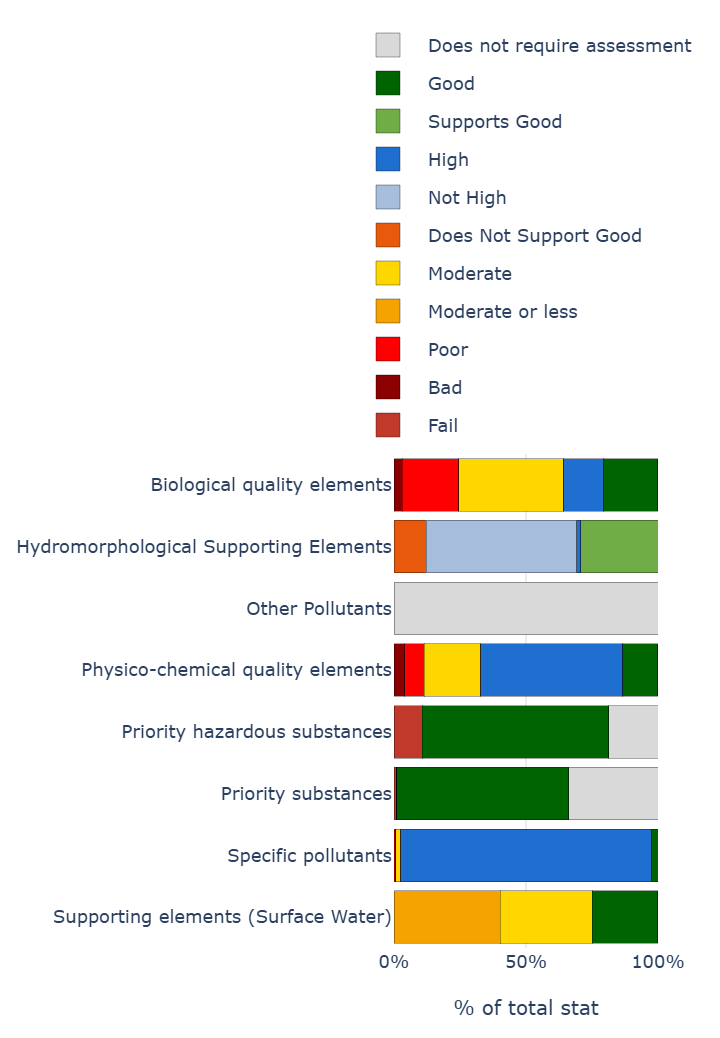 Does not require assessment
Good
Supports Good
High
Not High
Does Not Support Good
Moderate
Moderate or less
Poor
Bad
Fail
Biological quality elements
Hydromorphological Supporting Elements
Other Pollutants
Physico-chemical quality elements
Priority hazardous substances
Priority substances
Specific pollutants
Supporting elements (Surface Water)
0% 50% 100%
% of total stat